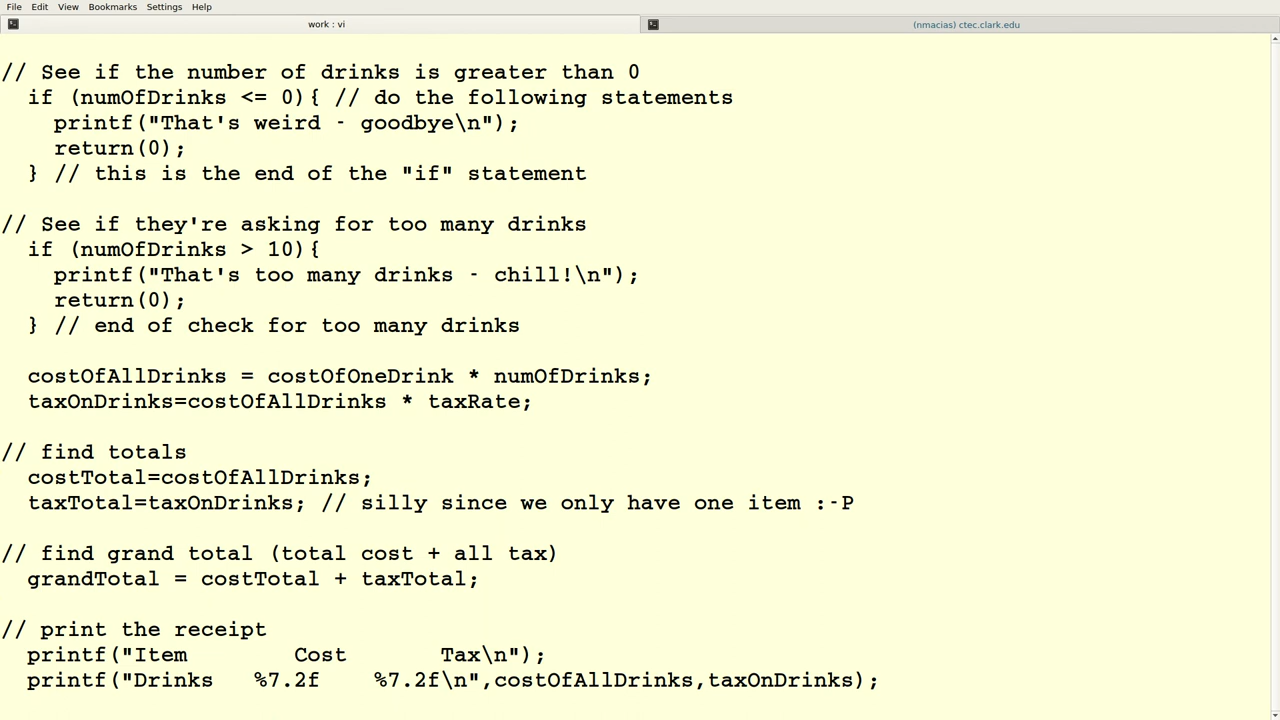 File Edit View Bookmarks Settings Help
work : vi
(nmacias) ctec.clark.edu
// See if the number of drinks is greater than 0
  if (numOfDrinks <= 0){ // do the following statements
    printf("That's weird - goodbye\n");
    return(0);
  } // this is the end of the "if" statement

// See if they're asking for too many drinks
  if (numOfDrinks > 10){
    printf("That's too many drinks - chill!\n");
    return(0);
  } // end of check for too many drinks

  costOfAllDrinks = costOfOneDrink * numOfDrinks;
  taxOnDrinks=costOfAllDrinks * taxRate;

// find totals
  costTotal=costOfAllDrinks;
  taxTotal=taxOnDrinks; // silly since we only have one item :-P

// find grand total (total cost + all tax)
  grandTotal = costTotal + taxTotal;

// print the receipt
  printf("Item        Cost       Tax\n");
  printf("Drinks   %7.2f    %7.2f\n",costOfAllDrinks,taxOnDrinks);